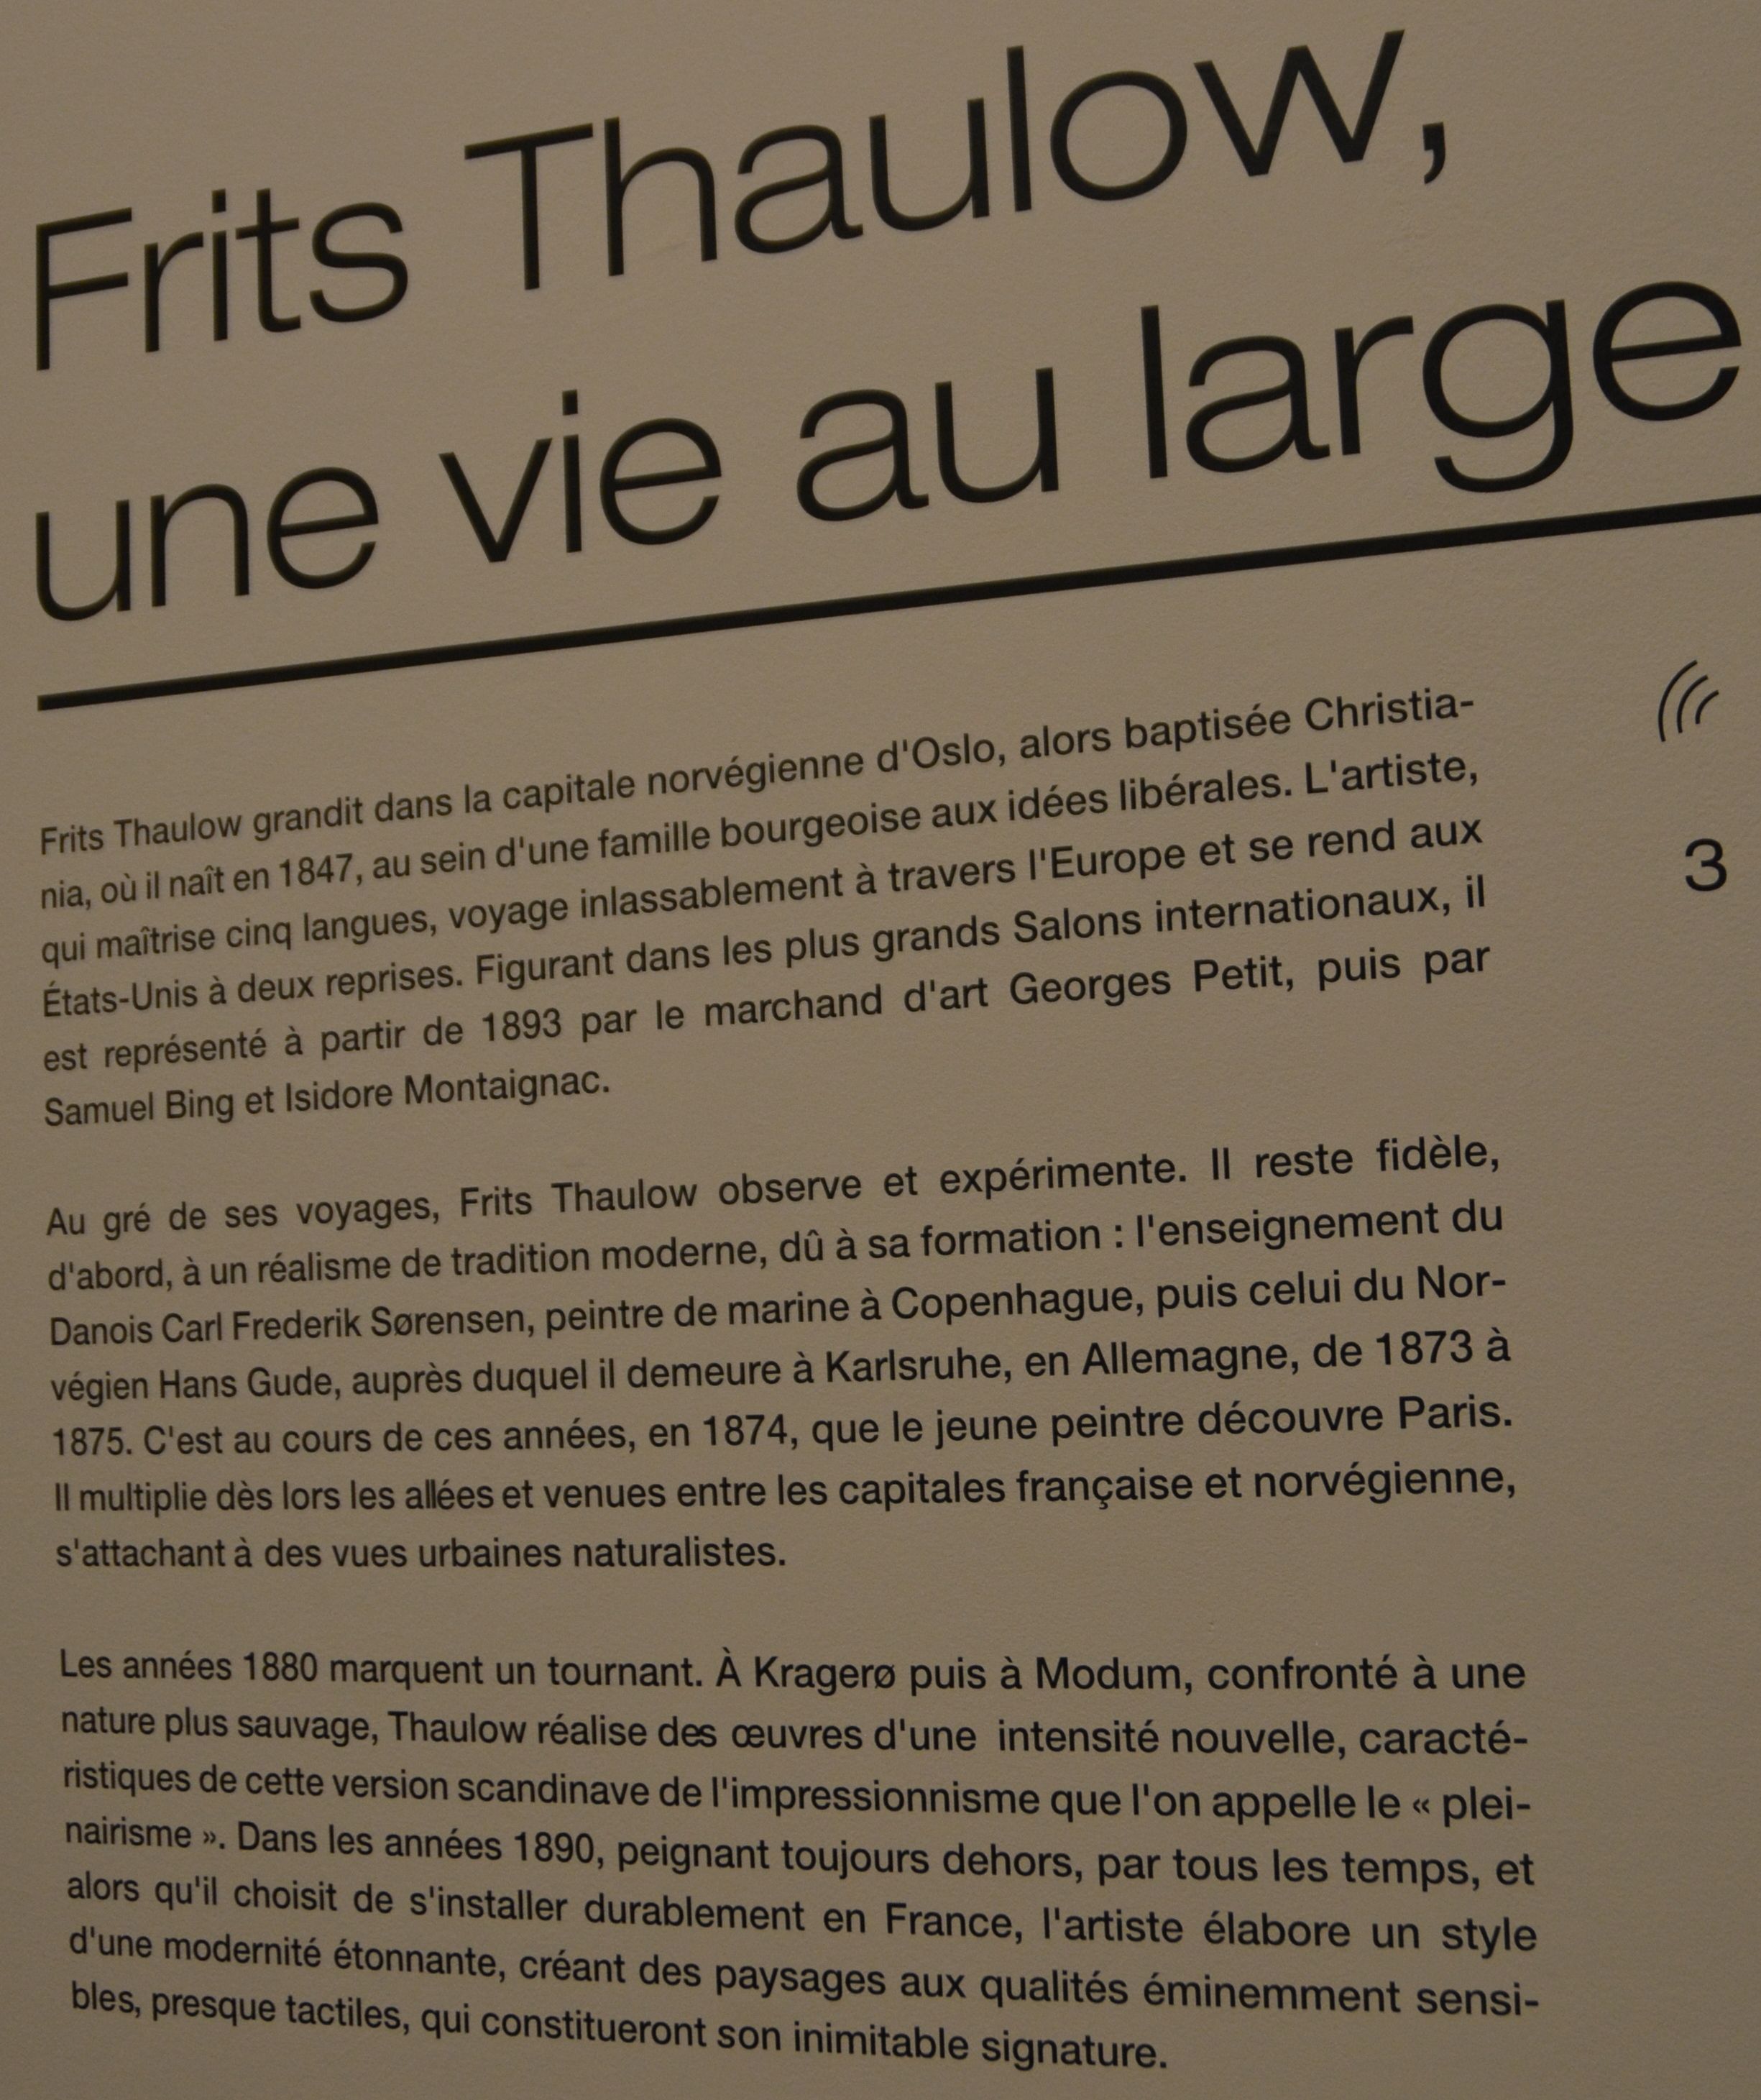 Frits Thaulow,
une vie au large
Frits Thaulow grandit dans la capitale norvégienne d'Oslo, alors baptisée Christia-
nia, où il naît en 1847, au sein d'une famille bourgeoise aux idées libérales. L'artiste,
qui maîtrise cinq langues, voyage inlassablement à travers l'Europe et se rend aux
États-Unis à deux reprises. Figurant dans les plus grands Salons internationaux, il
est représenté à partir de 1893 par le marchand d'art Georges Petit, puis par
Samuel Bing et Isidore Montaignac.
3
Au gré de ses voyages, Frits Thaulow observe et expérimente. Il reste fidèle,
d'abord, à un réalisme de tradition moderne, dû à sa formation : l'enseignement du
Danois Carl Frederik Sørensen, peintre de marine à Copenhague, puis celui du Nor-
végien Hans Gude, auprès duquel il demeure à Karlsruhe, en Allemagne, de 1873 à
1875. C'est au cours de ces années, en 1874, que le jeune peintre découvre Paris.
Il multiplie dès lors les allées et venues entre les capitales française et norvégienne,
s'attachant à des vues urbaines naturalistes.
Les années 1880 marquent un tournant. À Kragerø puis à Modum, confronté à une
nature plus sauvage, Thaulow réalise des œuvres d'une intensité nouvelle, caracté-
ristiques de cette version scandinave de l'impressionnisme que l'on appelle le « plei-
nairisme ». Dans les années 1890, peignant toujours dehors, par tous les temps, et
alors qu'il choisit de s'installer durablement en France, l'artiste élabore un style
d'une modernité étonnante, créant des paysages aux qualités éminemment sensi-
bles, presque tactiles, qui constitueront son inimitable signature.